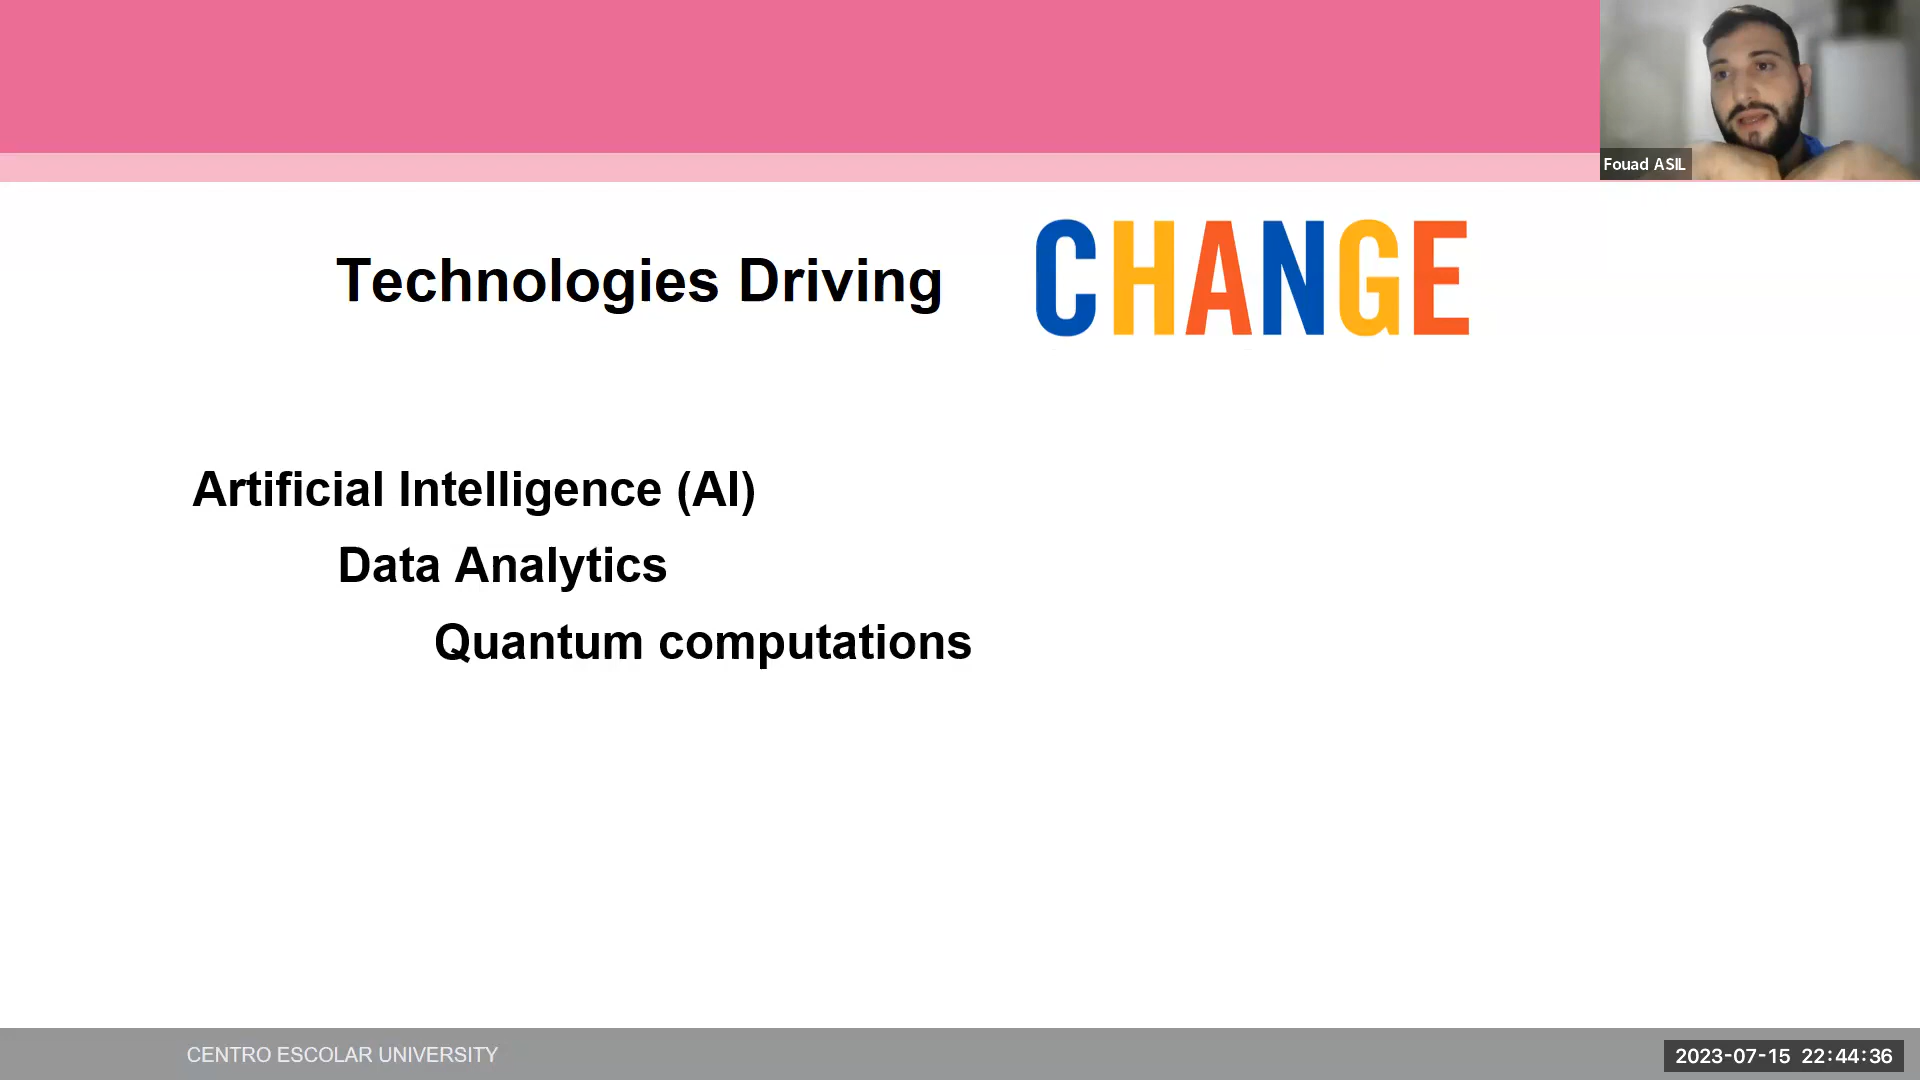 Fouad ASIL
Technologies Driving CHANGE
Artificial Intelligence (AI)
Data Analytics
Quantum computations
CENTRO ESCOLAR UNIVERSITY
2023-07-15 22:44:36